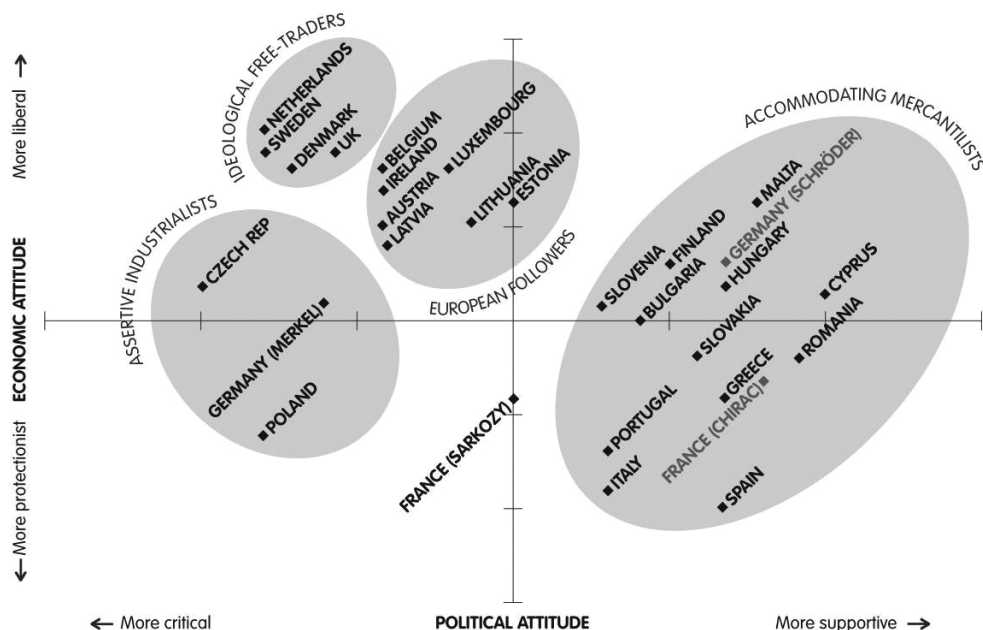 IDEOLOGICAL FREE-TRADERS
NETHERLANDS
SWEDEN
DENMARK
UK
EUROPEAN FOLLOWERS
BELGIUM
IRELAND
AUSTRIA
LATVIA
LUXEMBOURG
LITHUANIA
ESTONIA
ACCOMMODATING MERCANTILISTS
MALTA
GERMANY (SCHRÖDER)
FINLAND
SLOVENIA
BULGARIA
HUNGARY
CYPRUS
SLOVAKIA
ROMANIA
GREECE
FRANCE (CHIRAC)
PORTUGAL
ITALY
SPAIN
ASSERTIVE INDUSTRIALISTS
CZECH REP
GERMANY (MERKEL)
POLAND
FRANCE (SARKOZY)
More liberal →
ECONOMIC ATTITUDE
← More protectionist
← More critical
POLITICAL ATTITUDE
More supportive →